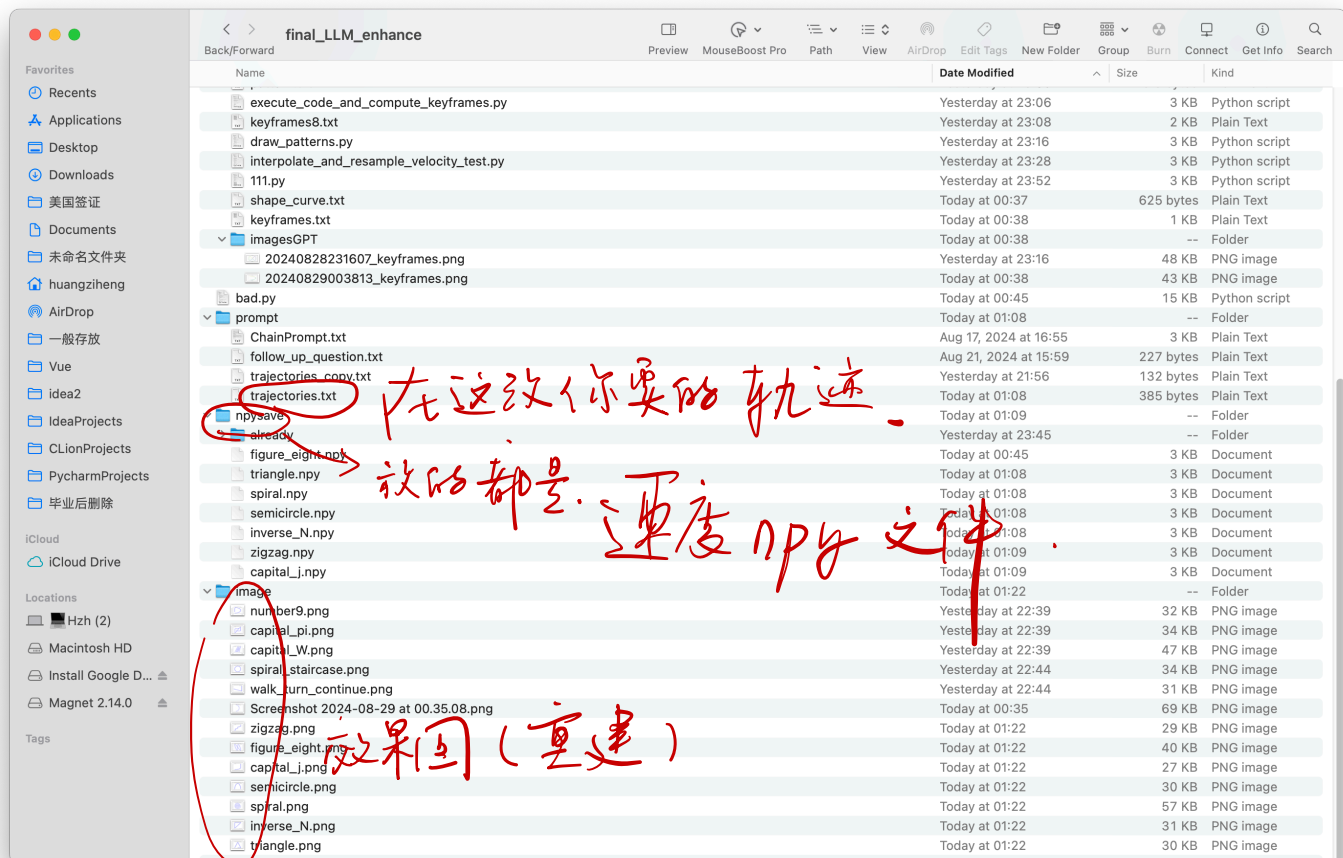 final_LLM_enhance
Back/Forward
Preview MouseBoost Pro Path View AirDrop Edit Tags New Folder Group Burn Connect Get Info Search
Favorites
Recents
Applications
Desktop
Downloads
美国签证
Documents
未命名文件夹
huangziheng
AirDrop
一般存放
Vue
idea2
IdeaProjects
CLionProjects
PycharmProjects
毕业后删除
iCloud
iCloud Drive
Locations
Hzh (2)
Macintosh HD
Install Google D...
Magnet 2.14.0
Tags
Name Date Modified Size Kind
execute_code_and_compute_keyframes.py Yesterday at 23:06 3 KB Python script
keyframes8.txt Yesterday at 23:08 2 KB Plain Text
draw_patterns.py Yesterday at 23:16 3 KB Python script
interpolate_and_resample_velocity_test.py Yesterday at 23:28 3 KB Python script
111.py Yesterday at 23:52 3 KB Python script
shape_curve.txt Today at 00:37 625 bytes Plain Text
keyframes.txt Today at 00:38 1 KB Plain Text
imagesGPT Today at 00:38 -- Folder
20240828231607_keyframes.png Yesterday at 23:16 48 KB PNG image
20240829003813_keyframes.png Today at 00:38 43 KB PNG image
bad.py Today at 00:45 15 KB Python script
prompt Today at 01:08 -- Folder
ChainPrompt.txt Aug 17, 2024 at 16:55 3 KB Plain Text
follow_up_question.txt Aug 21, 2024 at 15:59 227 bytes Plain Text
trajectories_copy.txt Yesterday at 21:56 132 bytes Plain Text
trajectories.txt Today at 01:08 385 bytes Plain Text
在这放你要的轨迹.
npysave Today at 01:09 -- Folder
already Yesterday at 23:45 -- Folder
figure_eight.npy Today at 00:45 3 KB Document
triangle.npy Today at 01:08 3 KB Document
放的都是.速度npy文件.
spiral.npy Today at 01:08 3 KB Document
semicircle.npy Today at 01:08 3 KB Document
inverse_N.npy Today at 01:08 3 KB Document
zigzag.npy Today at 01:09 3 KB Document
capital_j.npy Today at 01:09 3 KB Document
image Today at 01:22 -- Folder
number9.png Yesterday at 22:39 32 KB PNG image
capital_pi.png Yesterday at 22:39 34 KB PNG image
capital_W.png Yesterday at 22:39 47 KB PNG image
spiral_staircase.png Yesterday at 22:44 34 KB PNG image
walk_turn_continue.png Yesterday at 22:44 31 KB PNG image
Screenshot 2024-08-29 at 00.35.08.png Today at 00:35 69 KB PNG image
zigzag.png Today at 01:22 29 KB PNG image
figure_eight.png Today at 01:22 40 KB PNG image
效果图(重建)
capital_j.png Today at 01:22 27 KB PNG image
semicircle.png Today at 01:22 30 KB PNG image
spiral.png Today at 01:22 57 KB PNG image
inverse_N.png Today at 01:22 31 KB PNG image
triangle.png Today at 01:22 30 KB PNG image